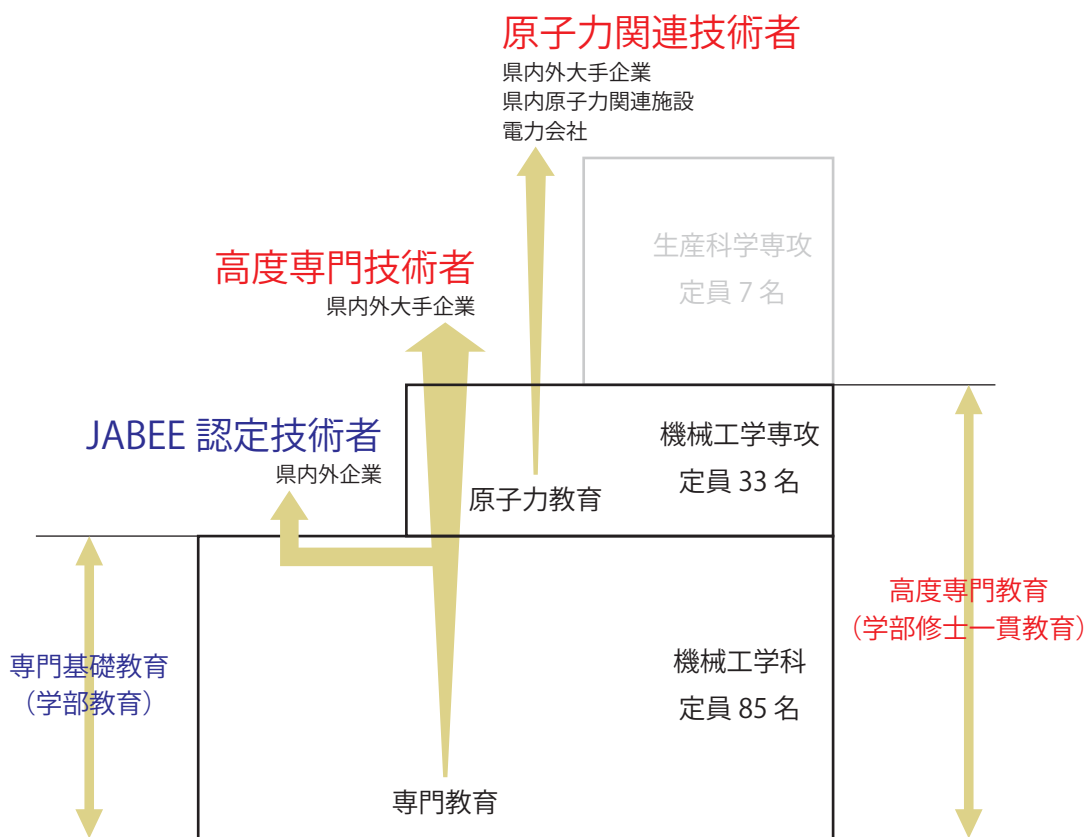 原子力関連技術者
県内外大手企業
県内原子力関連施設
電力会社
生産科学専攻
定員 7 名
高度専門技術者
県内外大手企業
JABEE 認定技術者
県内外企業
機械工学専攻
定員 33 名
原子力教育
高度専門教育
（学部修士一貫教育）
専門基礎教育
（学部教育）
機械工学科
定員 85 名
専門教育